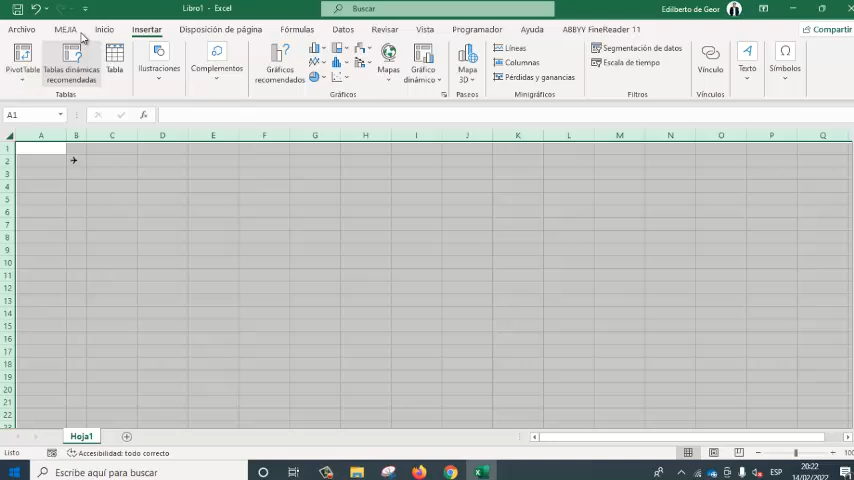 Libro1 - Excel
Buscar
Edilberto de Geor
Archivo MEJIA Inicio Insertar Disposición de página Fórmulas Datos Revisar Vista Programador Ayuda ABBYY FineReader 11 Compartir
PivotTable
Tablas dinámicas recomendadas
Tabla
Ilustraciones
Complementos
Gráficos recomendados
Mapas
Gráfico dinámico
Mapa 3D
Líneas
Columnas
Pérdidas y ganancias
Segmentación de datos
Escala de tiempo
Vínculo
Texto
Símbolos
Tablas Gráficos Paseos Minigráficos Filtros Vínculos
A1 fx
A B C D E F G H I J K L M N O P Q
1
2
3
4
5
6
7
8
9
10
11
12
13
14
15
16
17
18
19
20
21
22
Hoja1
Listo Accesibilidad: todo correcto 100
Escribe aquí para buscar
ESP
20:22
14/02/2022